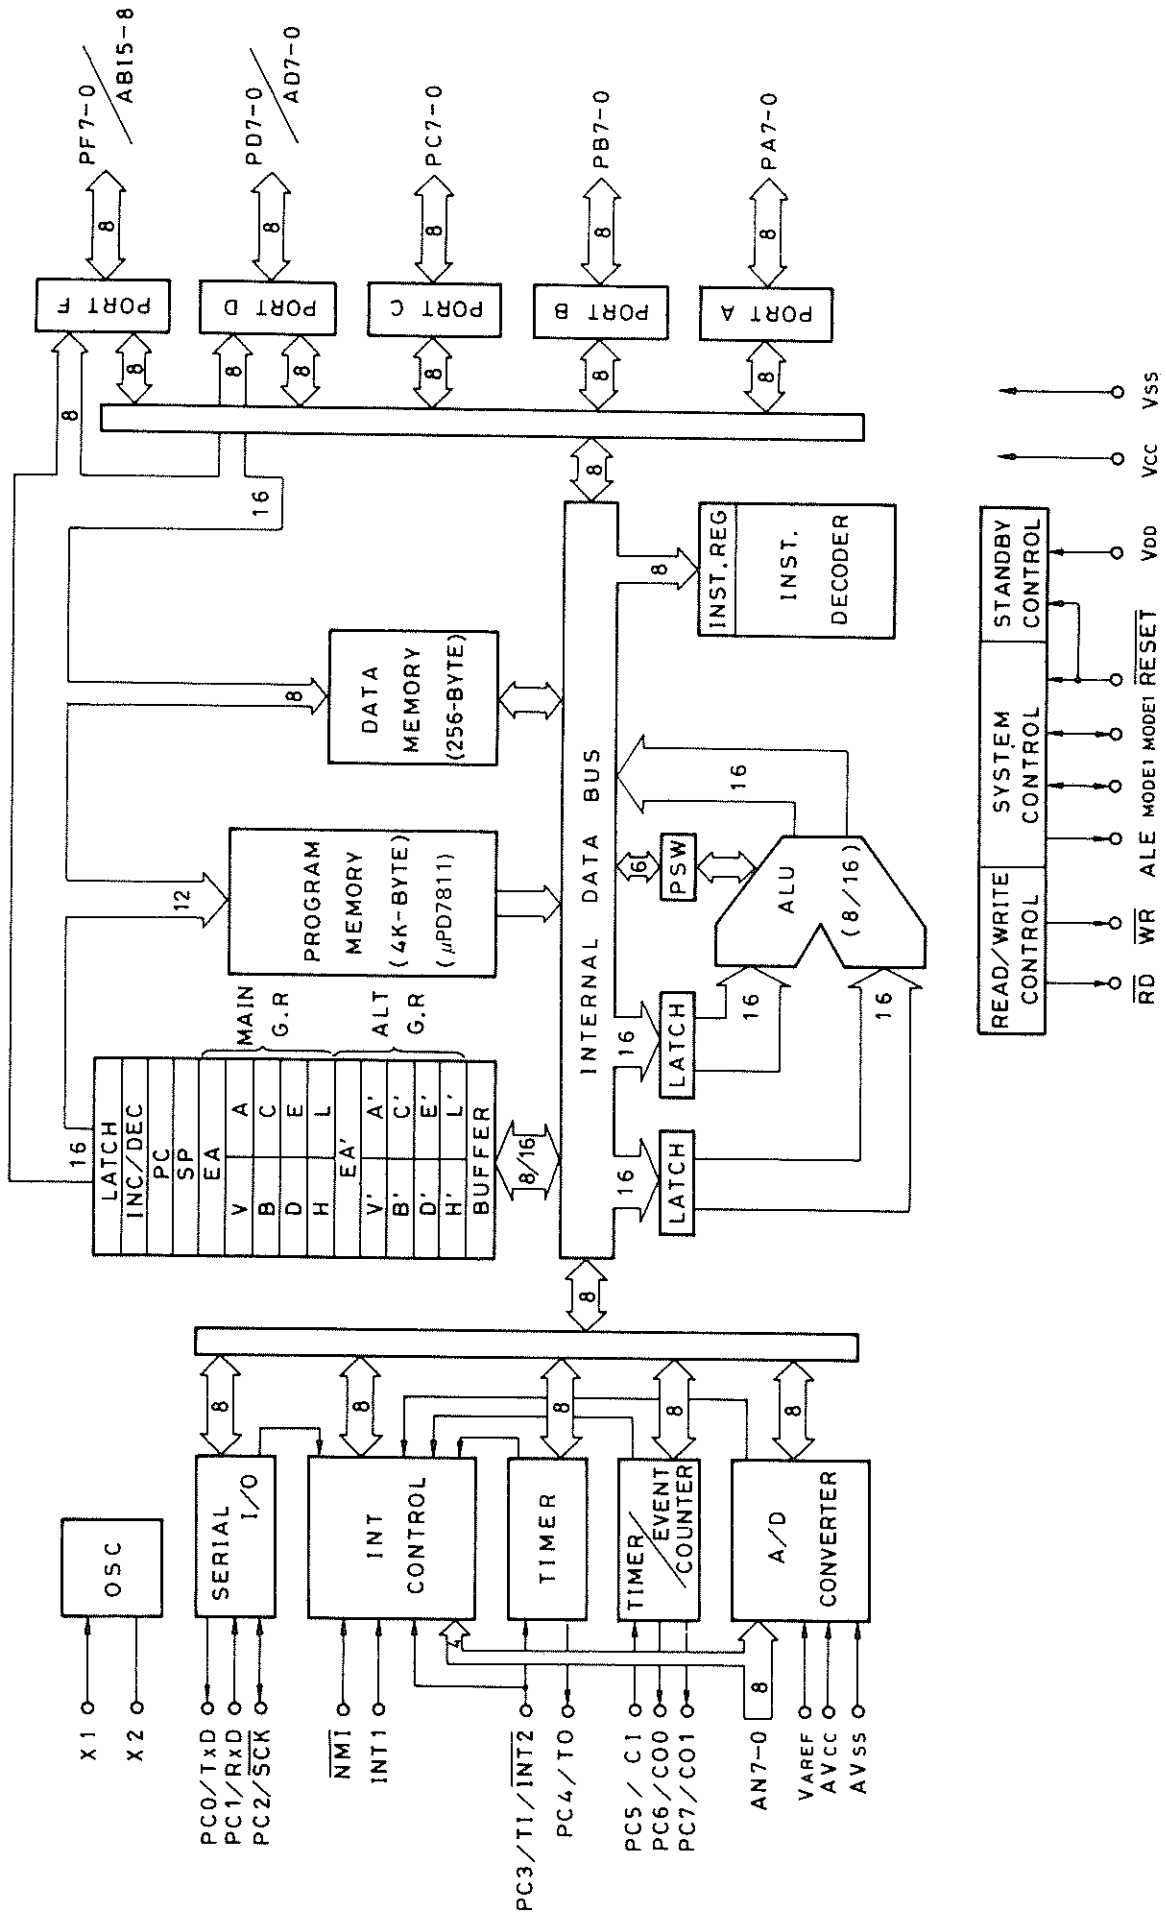 X1
X2
OSC
PC0/TxD
PC1/RxD
PC2/SCK
SERIAL
I/O
8
NMI
INT1
INT
CONTROL
8
PC3/TI/INT2
PC4/TO
TIMER
8
PC5/ CI
PC6/CO0
PC7/CO1
TIMER
/EVENT
COUNTER
8
AN7-0
8
VAREF
AVCC
AVSS
A/D
CONVERTER
8
8
16
LATCH
INC/DEC
PC
SP
EA
V A
B C
D E
H L
EA'
V' A'
B' C'
D' E'
H' L'
BUFFER
MAIN
G.R
ALT
G.R
8/16
12
PROGRAM
MEMORY
(4K-BYTE)
(μPD7811)
8
DATA
MEMORY
(256-BYTE)
16
INTERNAL DATA BUS
16
LATCH
16
LATCH
16
16
6
PSW
ALU
(8/16)
16
8
INST.REG
INST.
DECODER
8
8
8
PORT F
8
PF7-0
/AB15-8
8
8
PORT D
8
PD7-0
/AD7-0
8
PORT C
8
PC7-0
8
PORT B
8
PB7-0
8
PORT A
8
PA7-0
READ/WRITE
CONTROL
SYSTEM
CONTROL
STANDBY
CONTROL
RD WR ALE MODE1 MODE1 RESET VDD VCC VSS